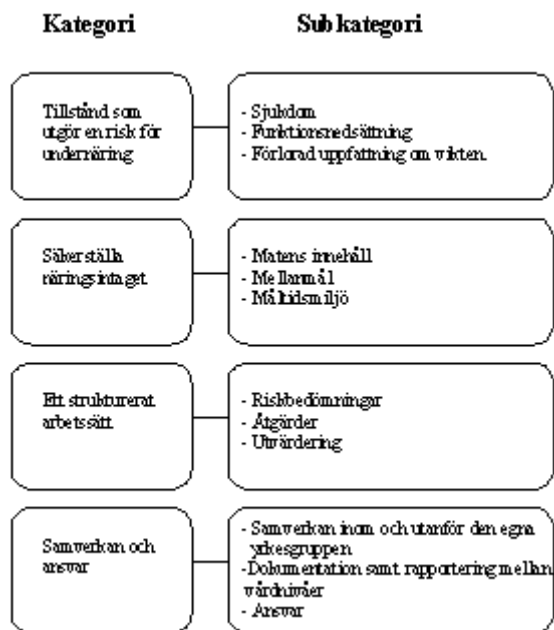 Kategori
Subkategori
Tillstånd som
utgör en risk för
undernäring
- Sjukdom
- Funktionsnedsättning
- Förlorad uppfattning om vikten.
Säkerställa
näringsintaget
- Matens innehåll
- Mellanmål
- Måltidsmiljö
Ett strukturerat
arbetssätt
- Riskbedömningar
- Åtgärder
- Utvärdering
Samverkan och
ansvar
- Samverkan inom och utanför den egna
yrkesgruppen
-Dokumentation samt rapportering mellan
vårdnivåer
- Ansvar